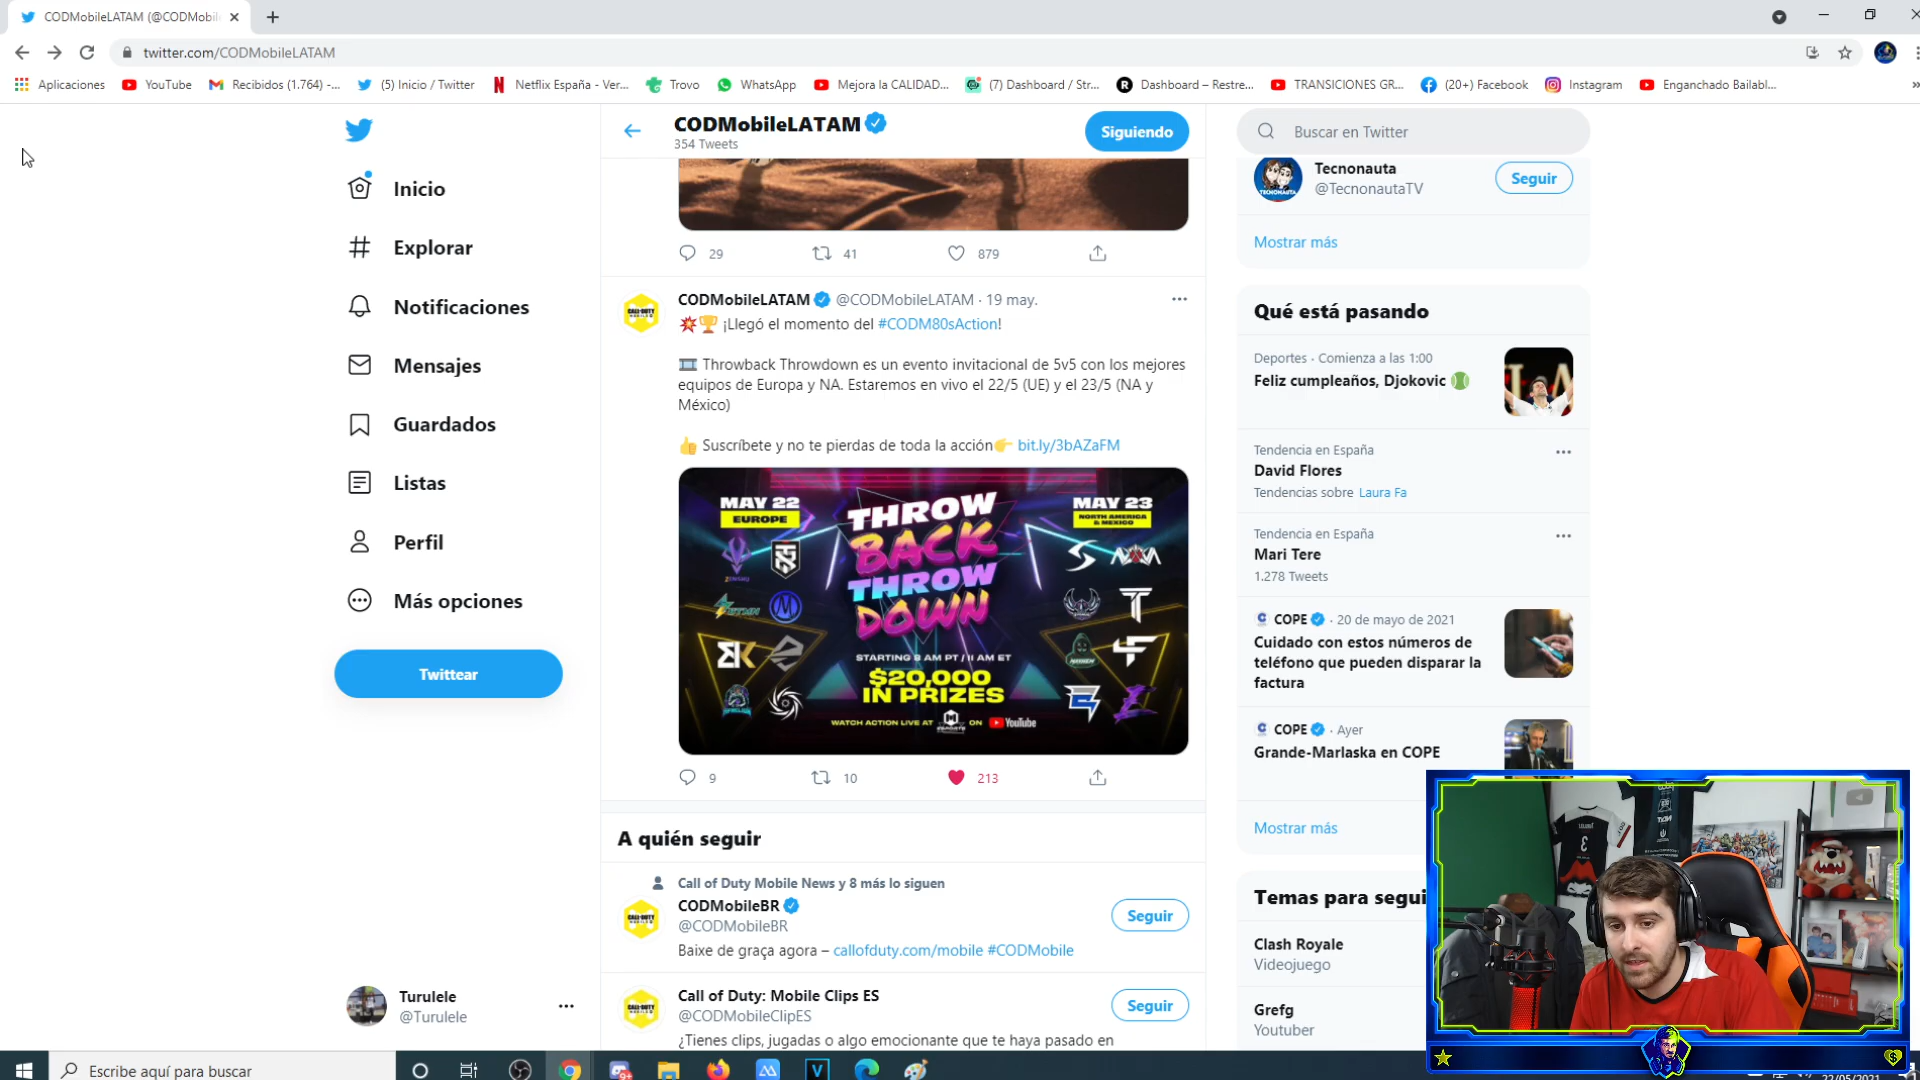 CODMobileLATAM (@CODMobil
twitter.com/CODMobileLATAM
Aplicaciones
YouTube
Recibidos (1.764) -...
(5) Inicio / Twitter
Netflix España - Ver...
Trovo
WhatsApp
Mejora la CALIDAD...
(7) Dashboard / Str...
Dashboard – Restre...
TRANSICIONES GR...
(20+) Facebook
Instagram
Enganchado Bailabl...
Inicio
Explorar
Notificaciones
Mensajes
Guardados
Listas
Perfil
Más opciones
Twittear
Turulele
@Turulele
CODMobileLATAM
354 Tweets
Siguiendo
29 41 879
CODMobileLATAM @CODMobileLATAM · 19 may.
¡Llegó el momento del #CODM80sAction!
Throwback Throwdown es un evento invitacional de 5v5 con los mejores
equipos de Europa y NA. Estaremos en vivo el 22/5 (UE) y el 23/5 (NA y
México)
Suscríbete y no te pierdas de toda la acción bit.ly/3bAZaFM
MAY 22
EUROPE
THROW
BACK
THROW
DOWN
MAY 23
NORTH AMERICA
& MEXICO
STARTING 8 AM PT / 11 AM ET
$20,000
IN PRIZES
WATCH ACTION LIVE AT
ON YouTube
9 10 213
A quién seguir
Call of Duty Mobile News y 8 más lo siguen
CODMobileBR
@CODMobileBR
Seguir
Baixe de graça agora – callofduty.com/mobile #CODMobile
Call of Duty: Mobile Clips ES
@CODMobileClipES
Seguir
¿Tienes clips, jugadas o algo emocionante que te haya pasado en
Buscar en Twitter
Tecnonauta
@TecnonautaTV
Seguir
Mostrar más
Qué está pasando
Deportes · Comienza a las 1:00
Feliz cumpleaños, Djokovic
Tendencia en España
David Flores
Tendencias sobre Laura Fa
Tendencia en España
Mari Tere
1.278 Tweets
COPE · 20 de mayo de 2021
Cuidado con estos números de
teléfono que pueden disparar la
factura
COPE · Ayer
Grande-Marlaska en COPE
Mostrar más
Temas para segui
Clash Royale
Videojuego
Grefg
Youtuber
Escribe aquí para buscar
22/05/2021